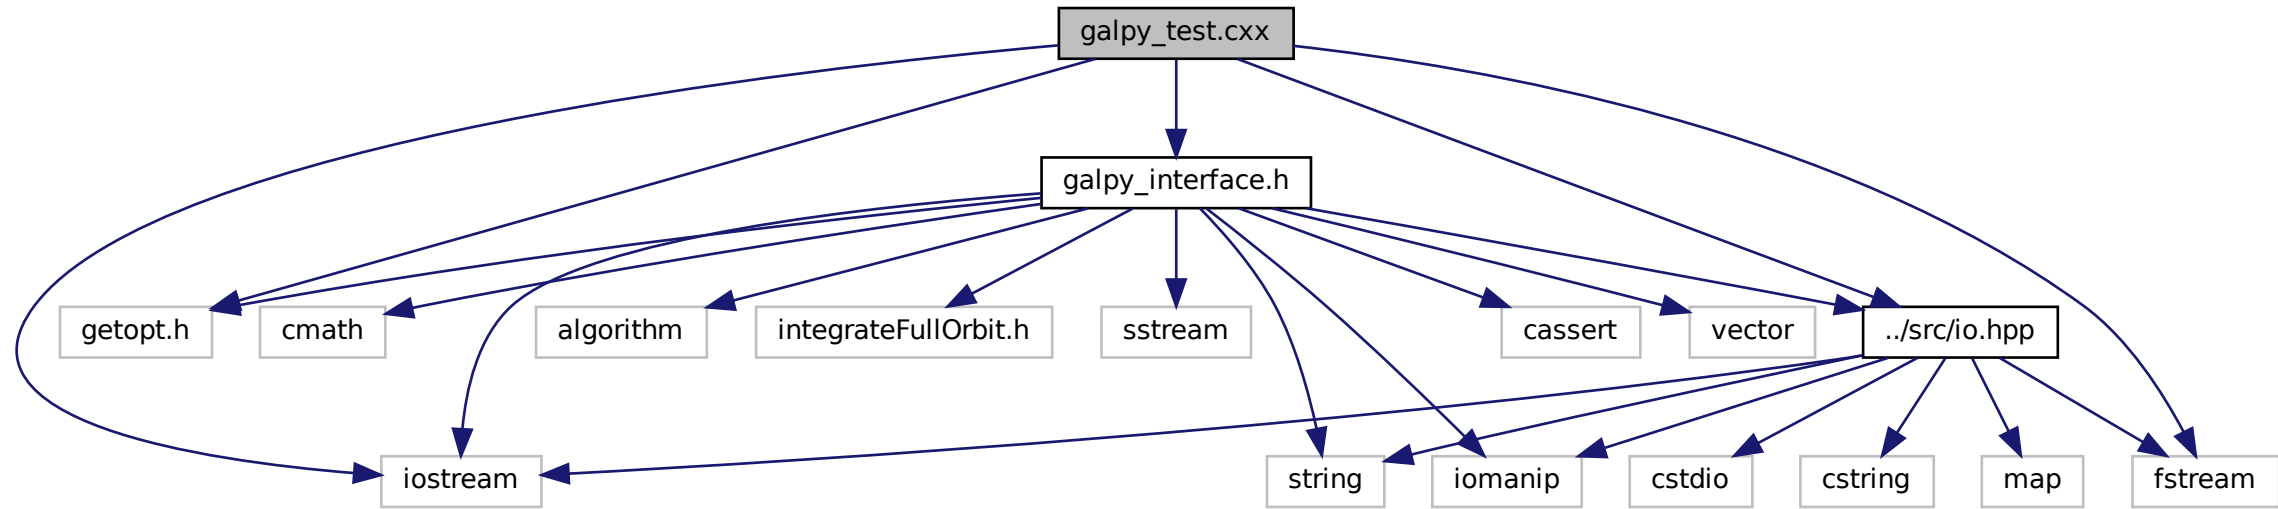 galpy_test.cxx
galpy_interface.h
getopt.h
cmath
algorithm
integrateFullOrbit.h
sstream
cassert
vector
../src/io.hpp
iostream
string
iomanip
cstdio
cstring
map
fstream